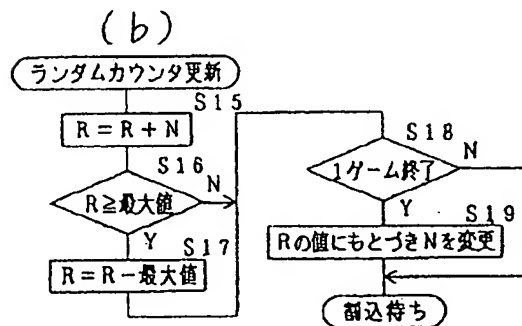 (b)
ランダムカウンタ更新
S15
R=R+N
S16
R≧最大値
N
Y
S17
R=R−最大値
S18
1ゲーム終了
N
Y
S19
Rの値にもとづきNを変更
割込待ち